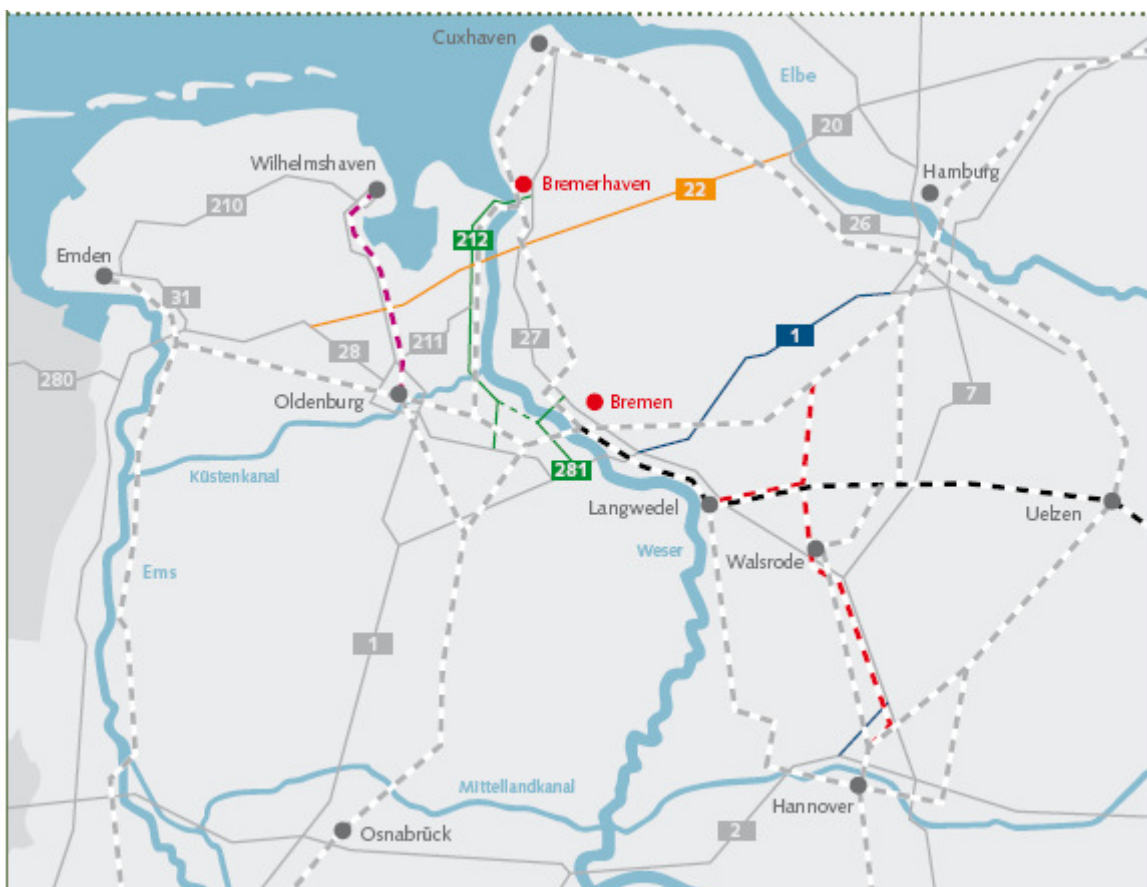 Cuxhaven
Elbe
20
Wilhelmshaven
Bremerhaven
Hamburg
22
210
26
212
Emden
31
1
27
28
211
280
7
Oldenburg
Bremen
281
Küstenkanal
Langwedel
Uelzen
Weser
Walsrode
Ems
1
Mittellandkanal
Hannover
2
Osnabrück